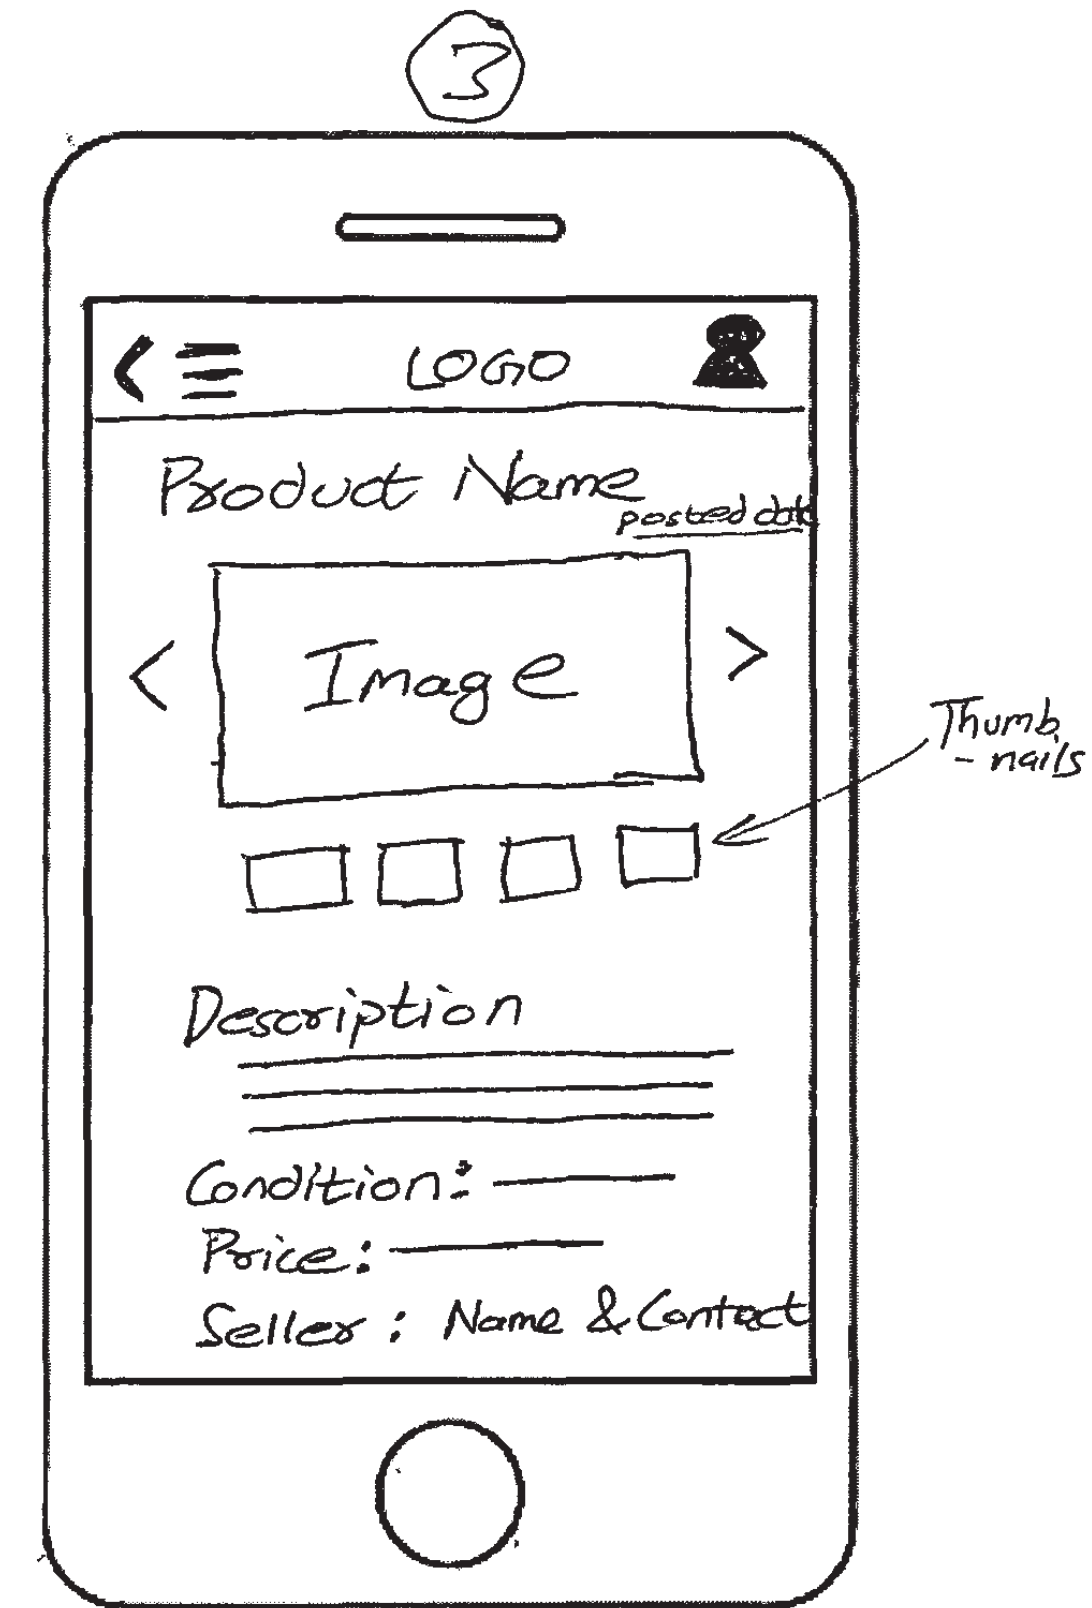 3
LOGO
Product Name
posted date
Image
Thumb
- nails
Description
Condition:
Price:
Seller : Name & Contact